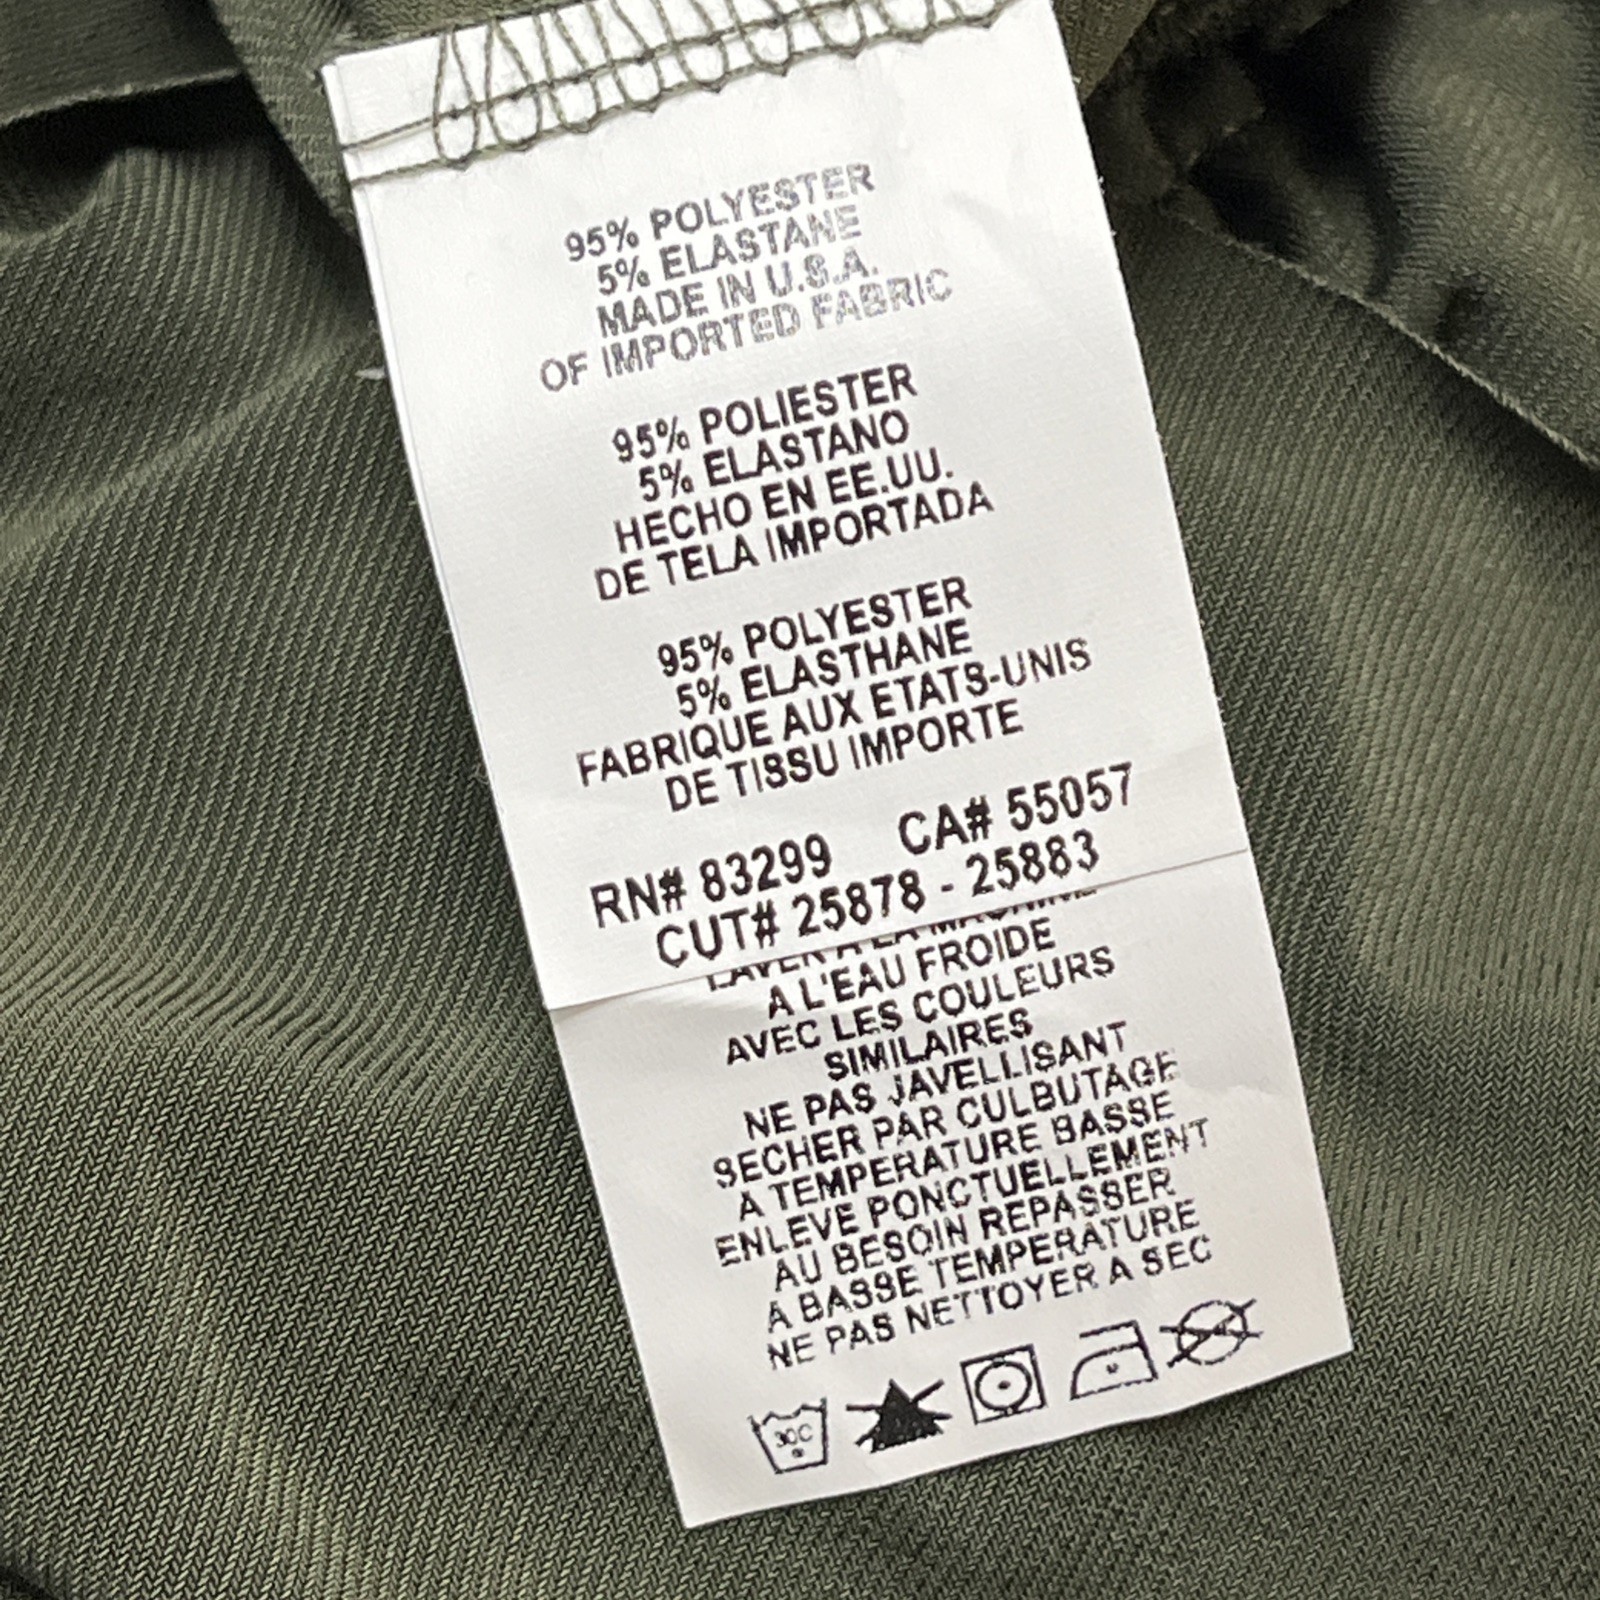 95% POLYESTER
5% ELASTANE
MADE IN U.S.A.
OF IMPORTED FABRIC
95% POLIESTER
5% ELASTANO
HECHO EN EE.UU.
DE TELA IMPORTADA
95% POLYESTER
5% ELASTHANE
FABRIQUE AUX ETATS-UNIS
DE TISSU IMPORTE
RN# 83299 CA# 55057
CUT# 25878 - 25883
LAVER A LA MACHINE
A L'EAU FROIDE
AVEC LES COULEURS
SIMILAIRES
NE PAS JAVELLISANT
SECHER PAR CULBUTAGE
A TEMPERATURE BASSE
ENLEVE PONCTUELLEMENT
AU BESOIN REPASSER
A BASSE TEMPERATURE
NE PAS NETTOYER A SEC
30C